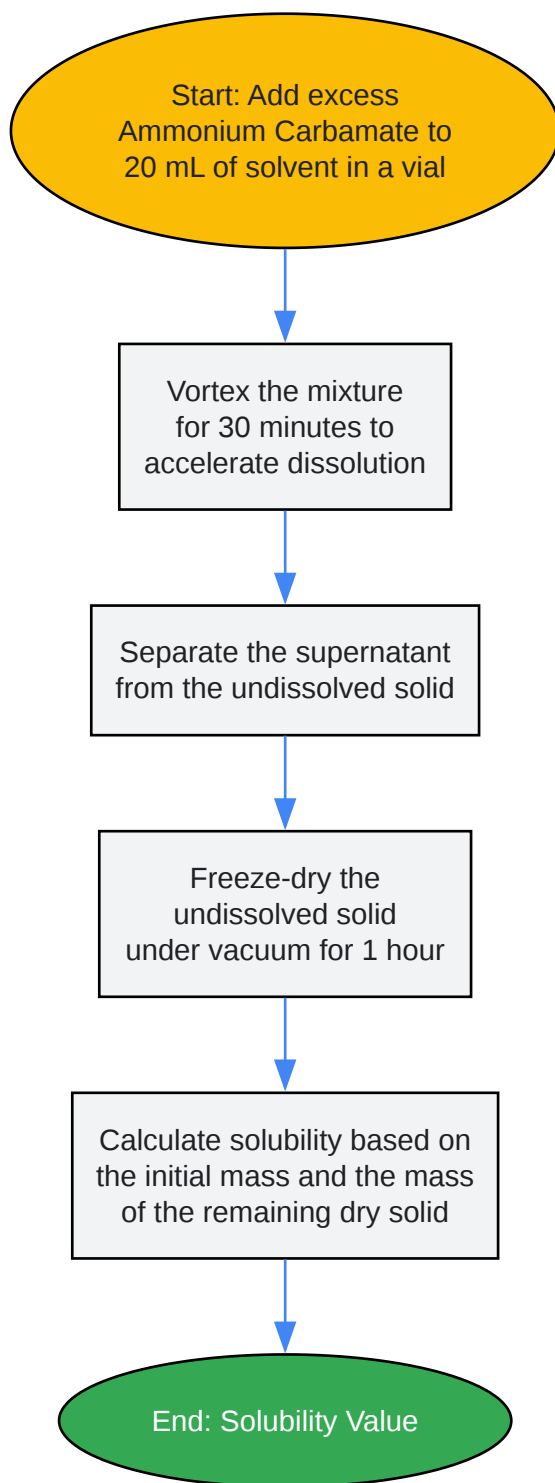 Start: Add excess
Ammonium Carbamate to
20 mL of solvent in a vial
Vortex the mixture
for 30 minutes to
accelerate dissolution
Separate the supernatant
from the undissolved solid
Freeze-dry the
undissolved solid
under vacuum for 1 hour
Calculate solubility based on
the initial mass and the mass
of the remaining dry solid
End: Solubility Value